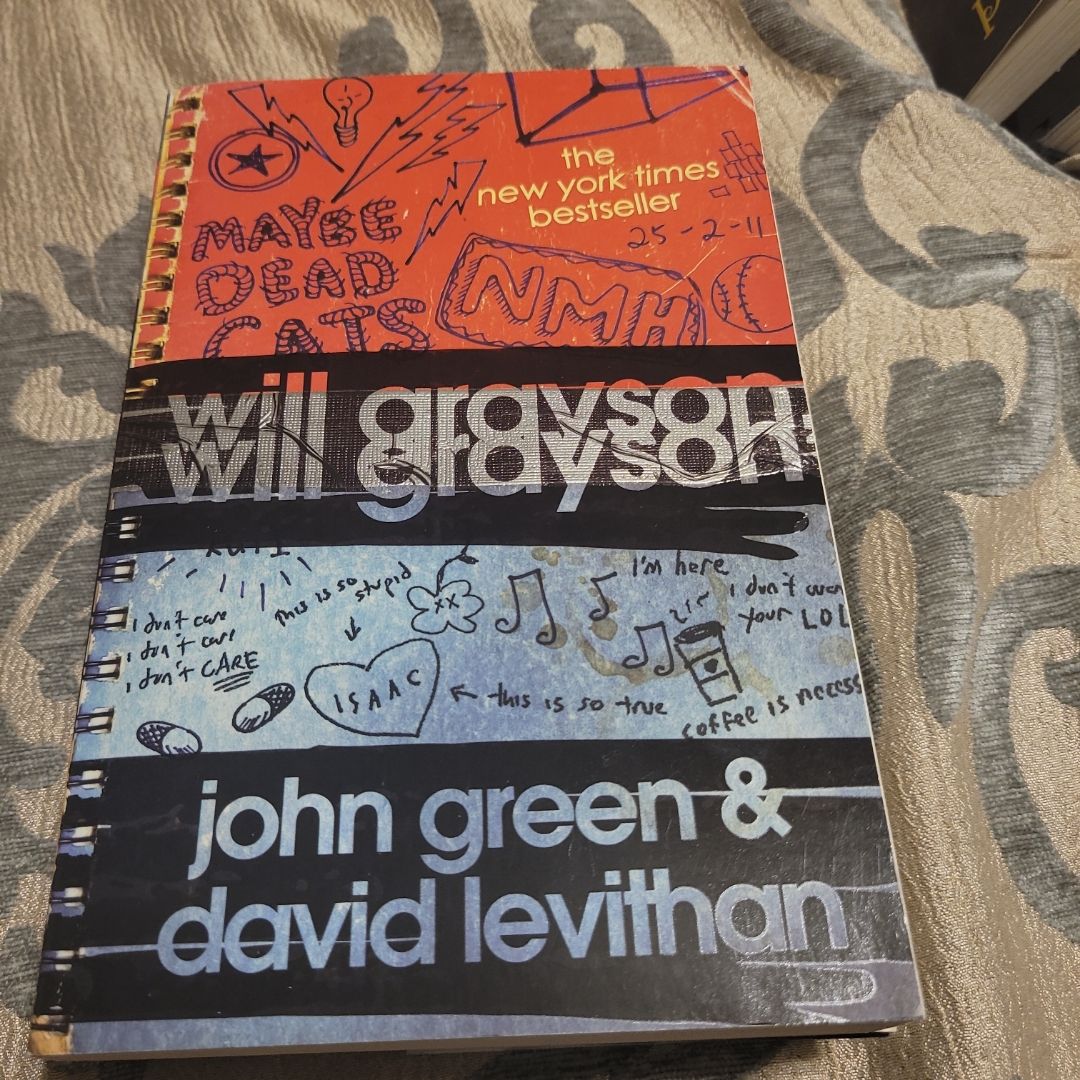 the
new york times
bestseller
25-2-11
MAYBE
DEAD
CATS
NMH
will grayson,
will grayson
I'm here
this is so
stupid
i don't care
i don't care
i don't CARE
i don't
your LOL
ISAAC
this is so true
coffee is
john green &
david levithan